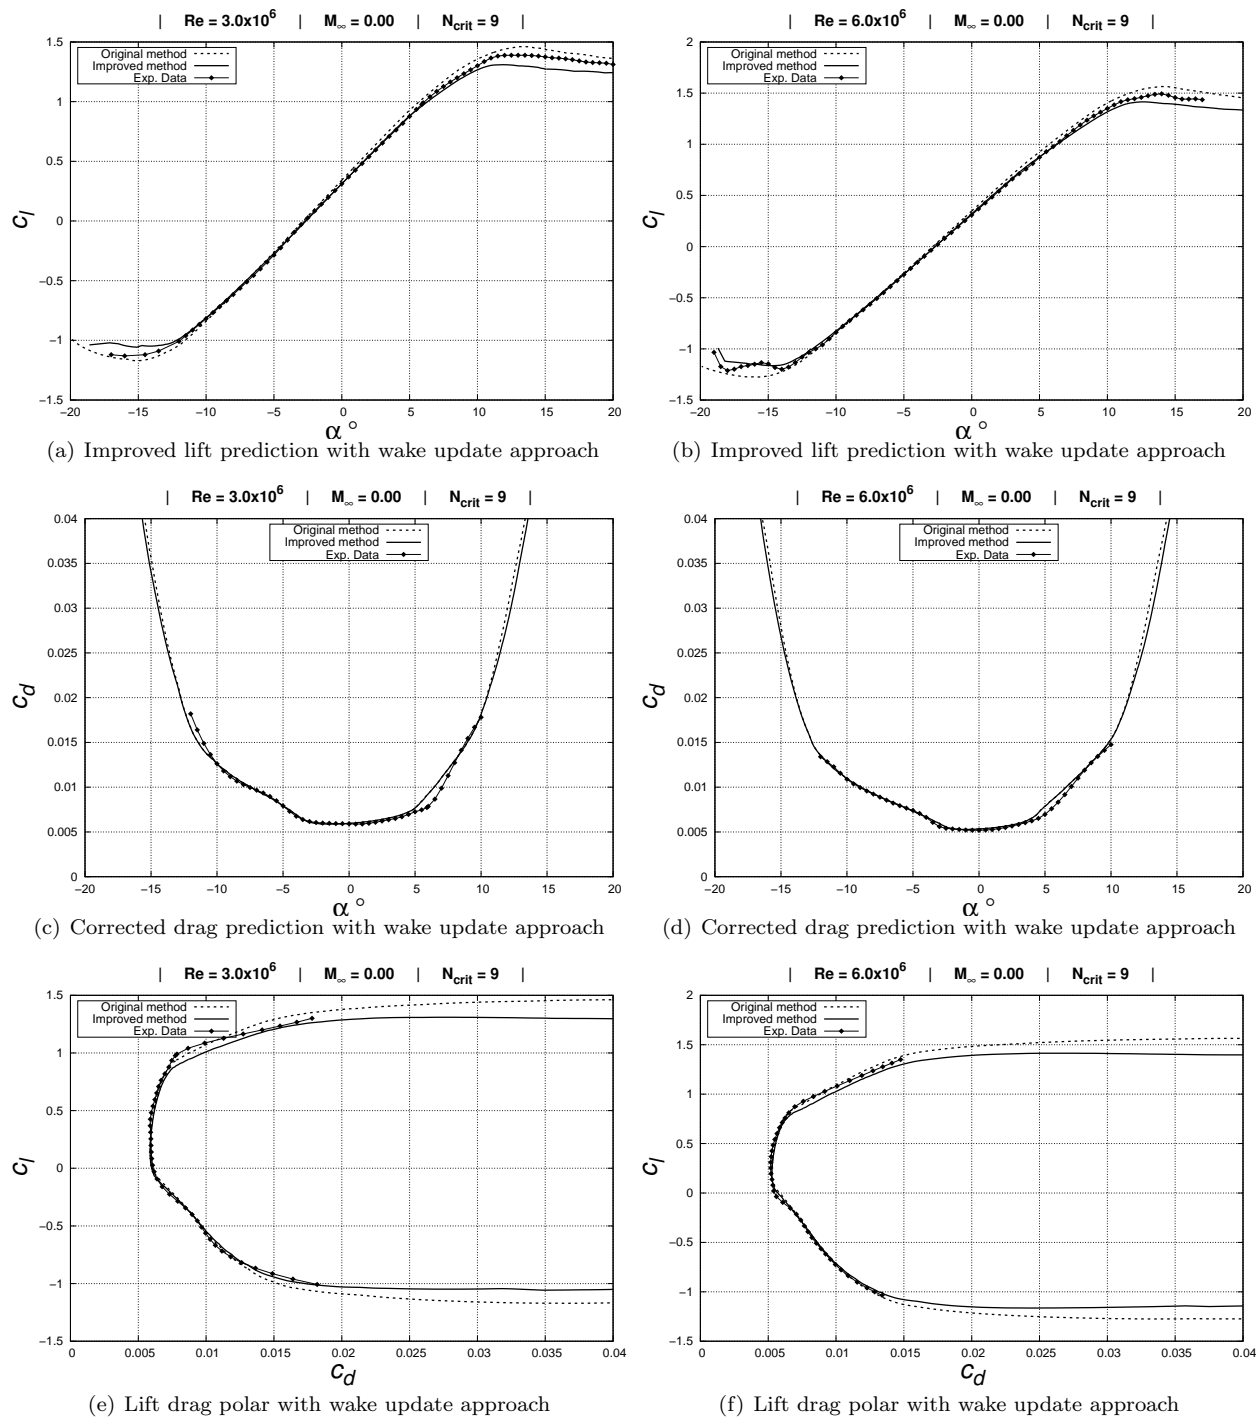 | Re = 3.0x10^6 | M∞ = 0.00 | N_crit = 9
| Re = 6.0x10^6 | M∞ = 0.00 | N_crit = 9
Original method
Improved method
Exp. Data
1.5
1
0.5
0
−0.5
−1
−1.5
c_l
−20 −15 −10 −5 0 5 10 15 20
α °
(a) Improved lift prediction with wake update approach
Original method
Improved method
Exp. Data
2
1.5
1
0.5
0
−0.5
−1
−1.5
c_l
−20 −15 −10 −5 0 5 10 15 20
α °
(b) Improved lift prediction with wake update approach
| Re = 3.0x10^6 | M∞ = 0.00 | N_crit = 9 |
Original method
Improved method
Exp. Data
0.04
0.035
0.03
0.025
0.02
0.015
0.01
0.005
0
c_d
−20 −15 −10 −5 0 5 10 15 20
α °
(c) Corrected drag prediction with wake update approach
| Re = 6.0x10^6 | M∞ = 0.00 | N_crit = 9 |
Original method
Improved method
Exp. Data
0.04
0.035
0.03
0.025
0.02
0.015
0.01
0.005
0
c_d
−20 −15 −10 −5 0 5 10 15 20
α °
(d) Corrected drag prediction with wake update approach
| Re = 3.0x10^6 | M∞ = 0.00 | N_crit = 9 |
Original method
Improved method
Exp. Data
1.5
1
0.5
0
−0.5
−1
−1.5
c_l
0 0.005 0.01 0.015 0.02 0.025 0.03 0.035 0.04
c_d
(e) Lift drag polar with wake update approach
| Re = 6.0x10^6 | M∞ = 0.00 | N_crit = 9 |
Original method
Improved method
Exp. Data
2
1.5
1
0.5
0
−0.5
−1
−1.5
c_l
0 0.005 0.01 0.015 0.02 0.025 0.03 0.035 0.04
c_d
(f) Lift drag polar with wake update approach